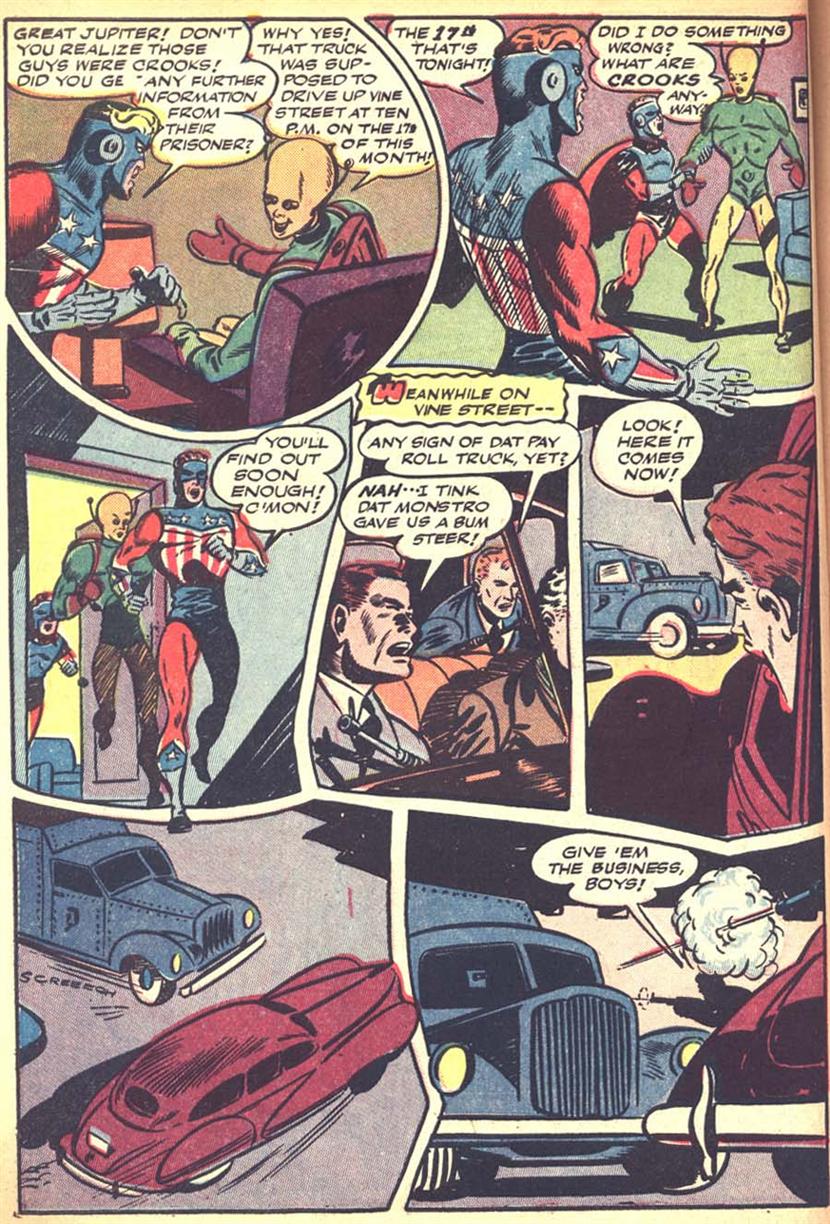 GREAT JUPITER! DON'T
YOU REALIZE THOSE
GUYS WERE CROOKS!
DID YOU GE ANY FURTHER
INFORMATION
FROM
THEIR
PRISONER?
WHY YES!
THAT TRUCK
WAS SUP-
POSED TO
DRIVE UP VINE
STREET AT TEN
P.M. ON THE 17th
OF THIS
MONTH!
THE 17th
THAT'S
TONIGHT!
DID I DO SOMETHING
WRONG?
WHAT ARE
CROOKS
ANY-
WAY?
YOU'LL
FIND OUT
SOON
ENOUGH!
C'MON!
MEANWHILE ON
VINE STREET--
ANY SIGN OF DAT PAY
ROLL TRUCK, YET?
NAH--I TINK
DAT MONSTRO
GAVE US A BUM
STEER!
LOOK!
HERE IT
COMES
NOW!
SCREEECH
GIVE 'EM
THE BUSINESS,
BOYS!